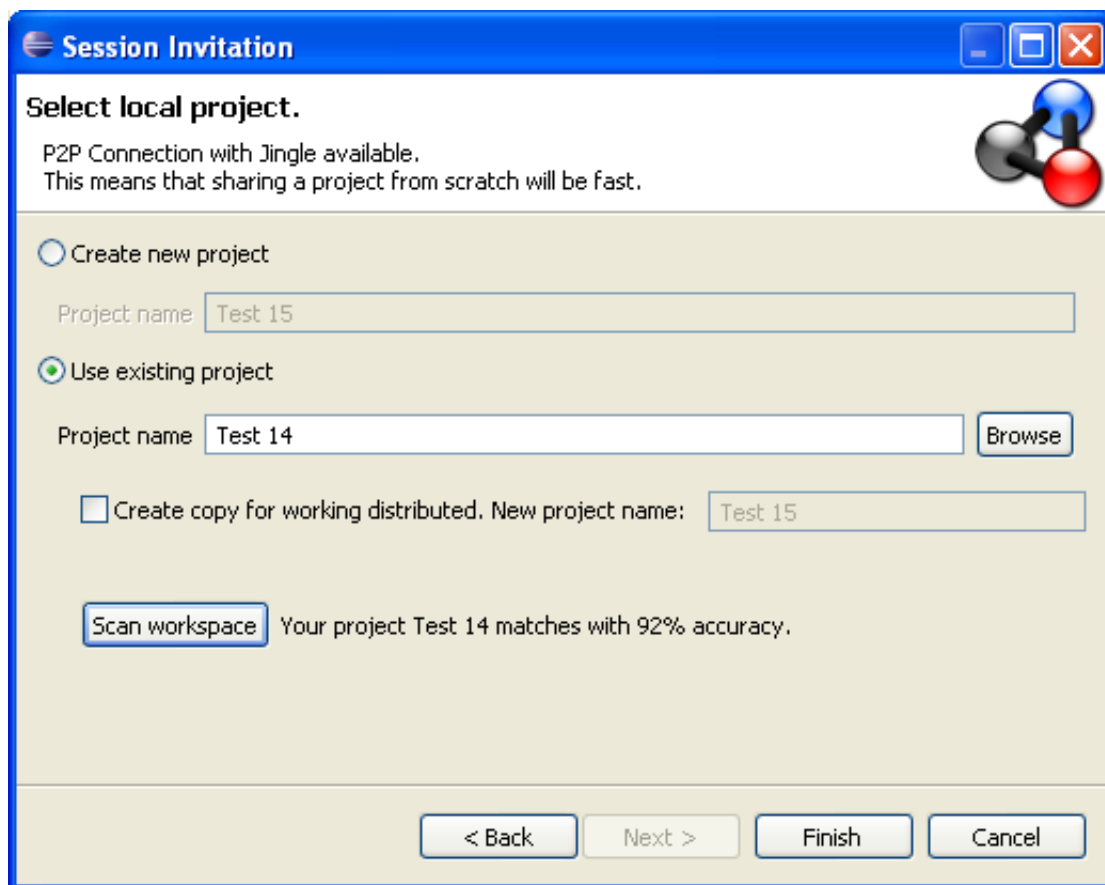 Session Invitation
Select local project.
P2P Connection with Jingle available.
This means that sharing a project from scratch will be fast.
Create new project
Project name Test 15
Use existing project
Project name Test 14 Browse
Create copy for working distributed. New project name: Test 15
Scan workspace Your project Test 14 matches with 92% accuracy.
< Back Next > Finish Cancel